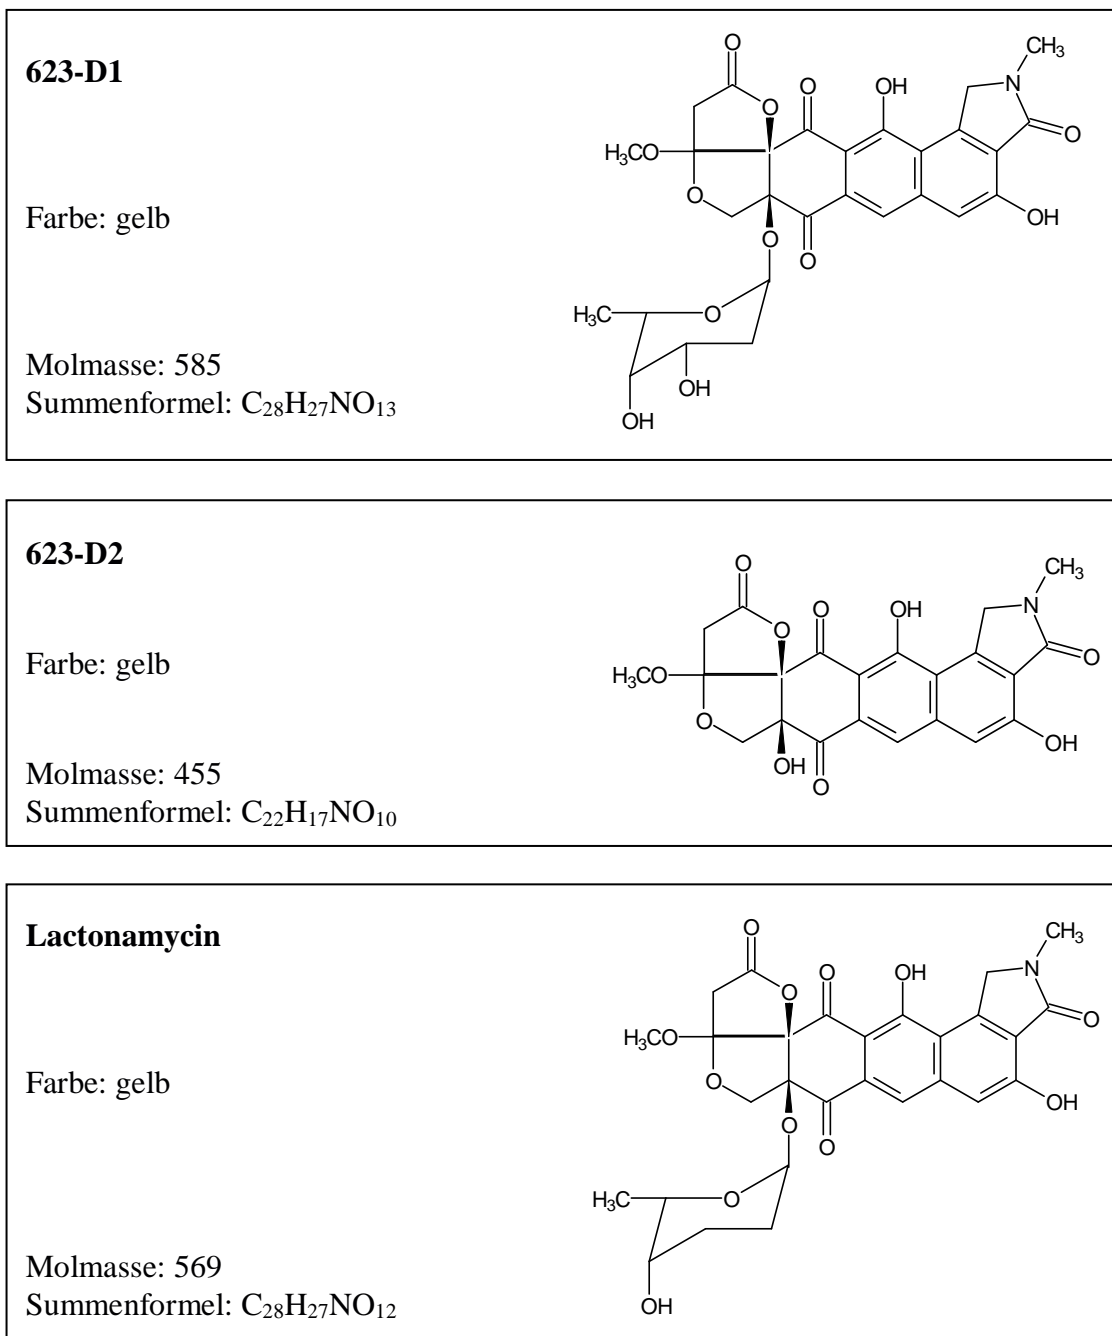 623-D1
Farbe: gelb
Molmasse: 585
Summenformel: C28H27NO13
O
O
O
OH
N
CH3
O
H3CO
O
OH
O
O
H3C
O
OH
OH
623-D2
Farbe: gelb
Molmasse: 455
Summenformel: C22H17NO10
O
O
O
OH
N
CH3
O
H3CO
O
OH
OH
O
Lactonamycin
Farbe: gelb
Molmasse: 569
Summenformel: C28H27NO12
O
O
O
OH
N
CH3
O
H3CO
O
OH
O
O
H3C
O
OH